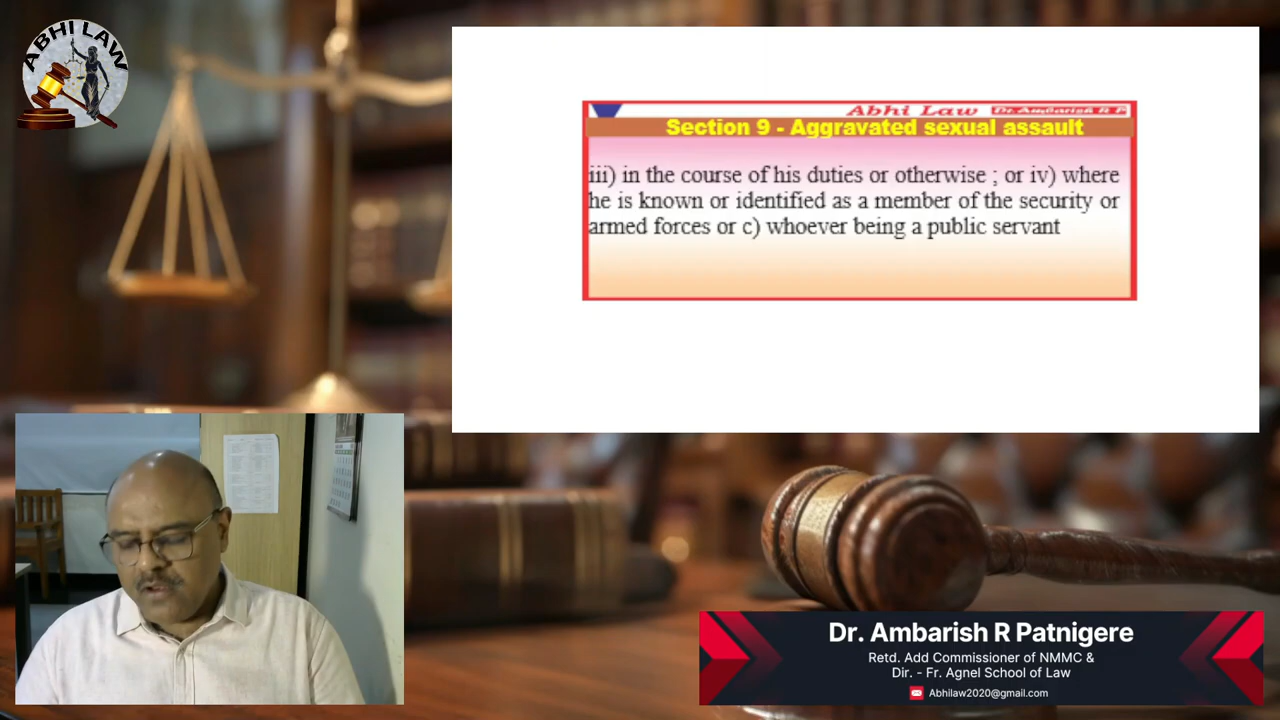 ABHI LAW
Abhi Law Dr. Ambarish R P
Section 9 - Aggravated sexual assault
iii) in the course of his duties or otherwise ; or iv) where
he is known or identified as a member of the security or
armed forces or c) whoever being a public servant
Dr. Ambarish R Patnigere
Retd. Add Commissioner of NMMC &
Dir. - Fr. Agnel School of Law
Abhilaw2020@gmail.com